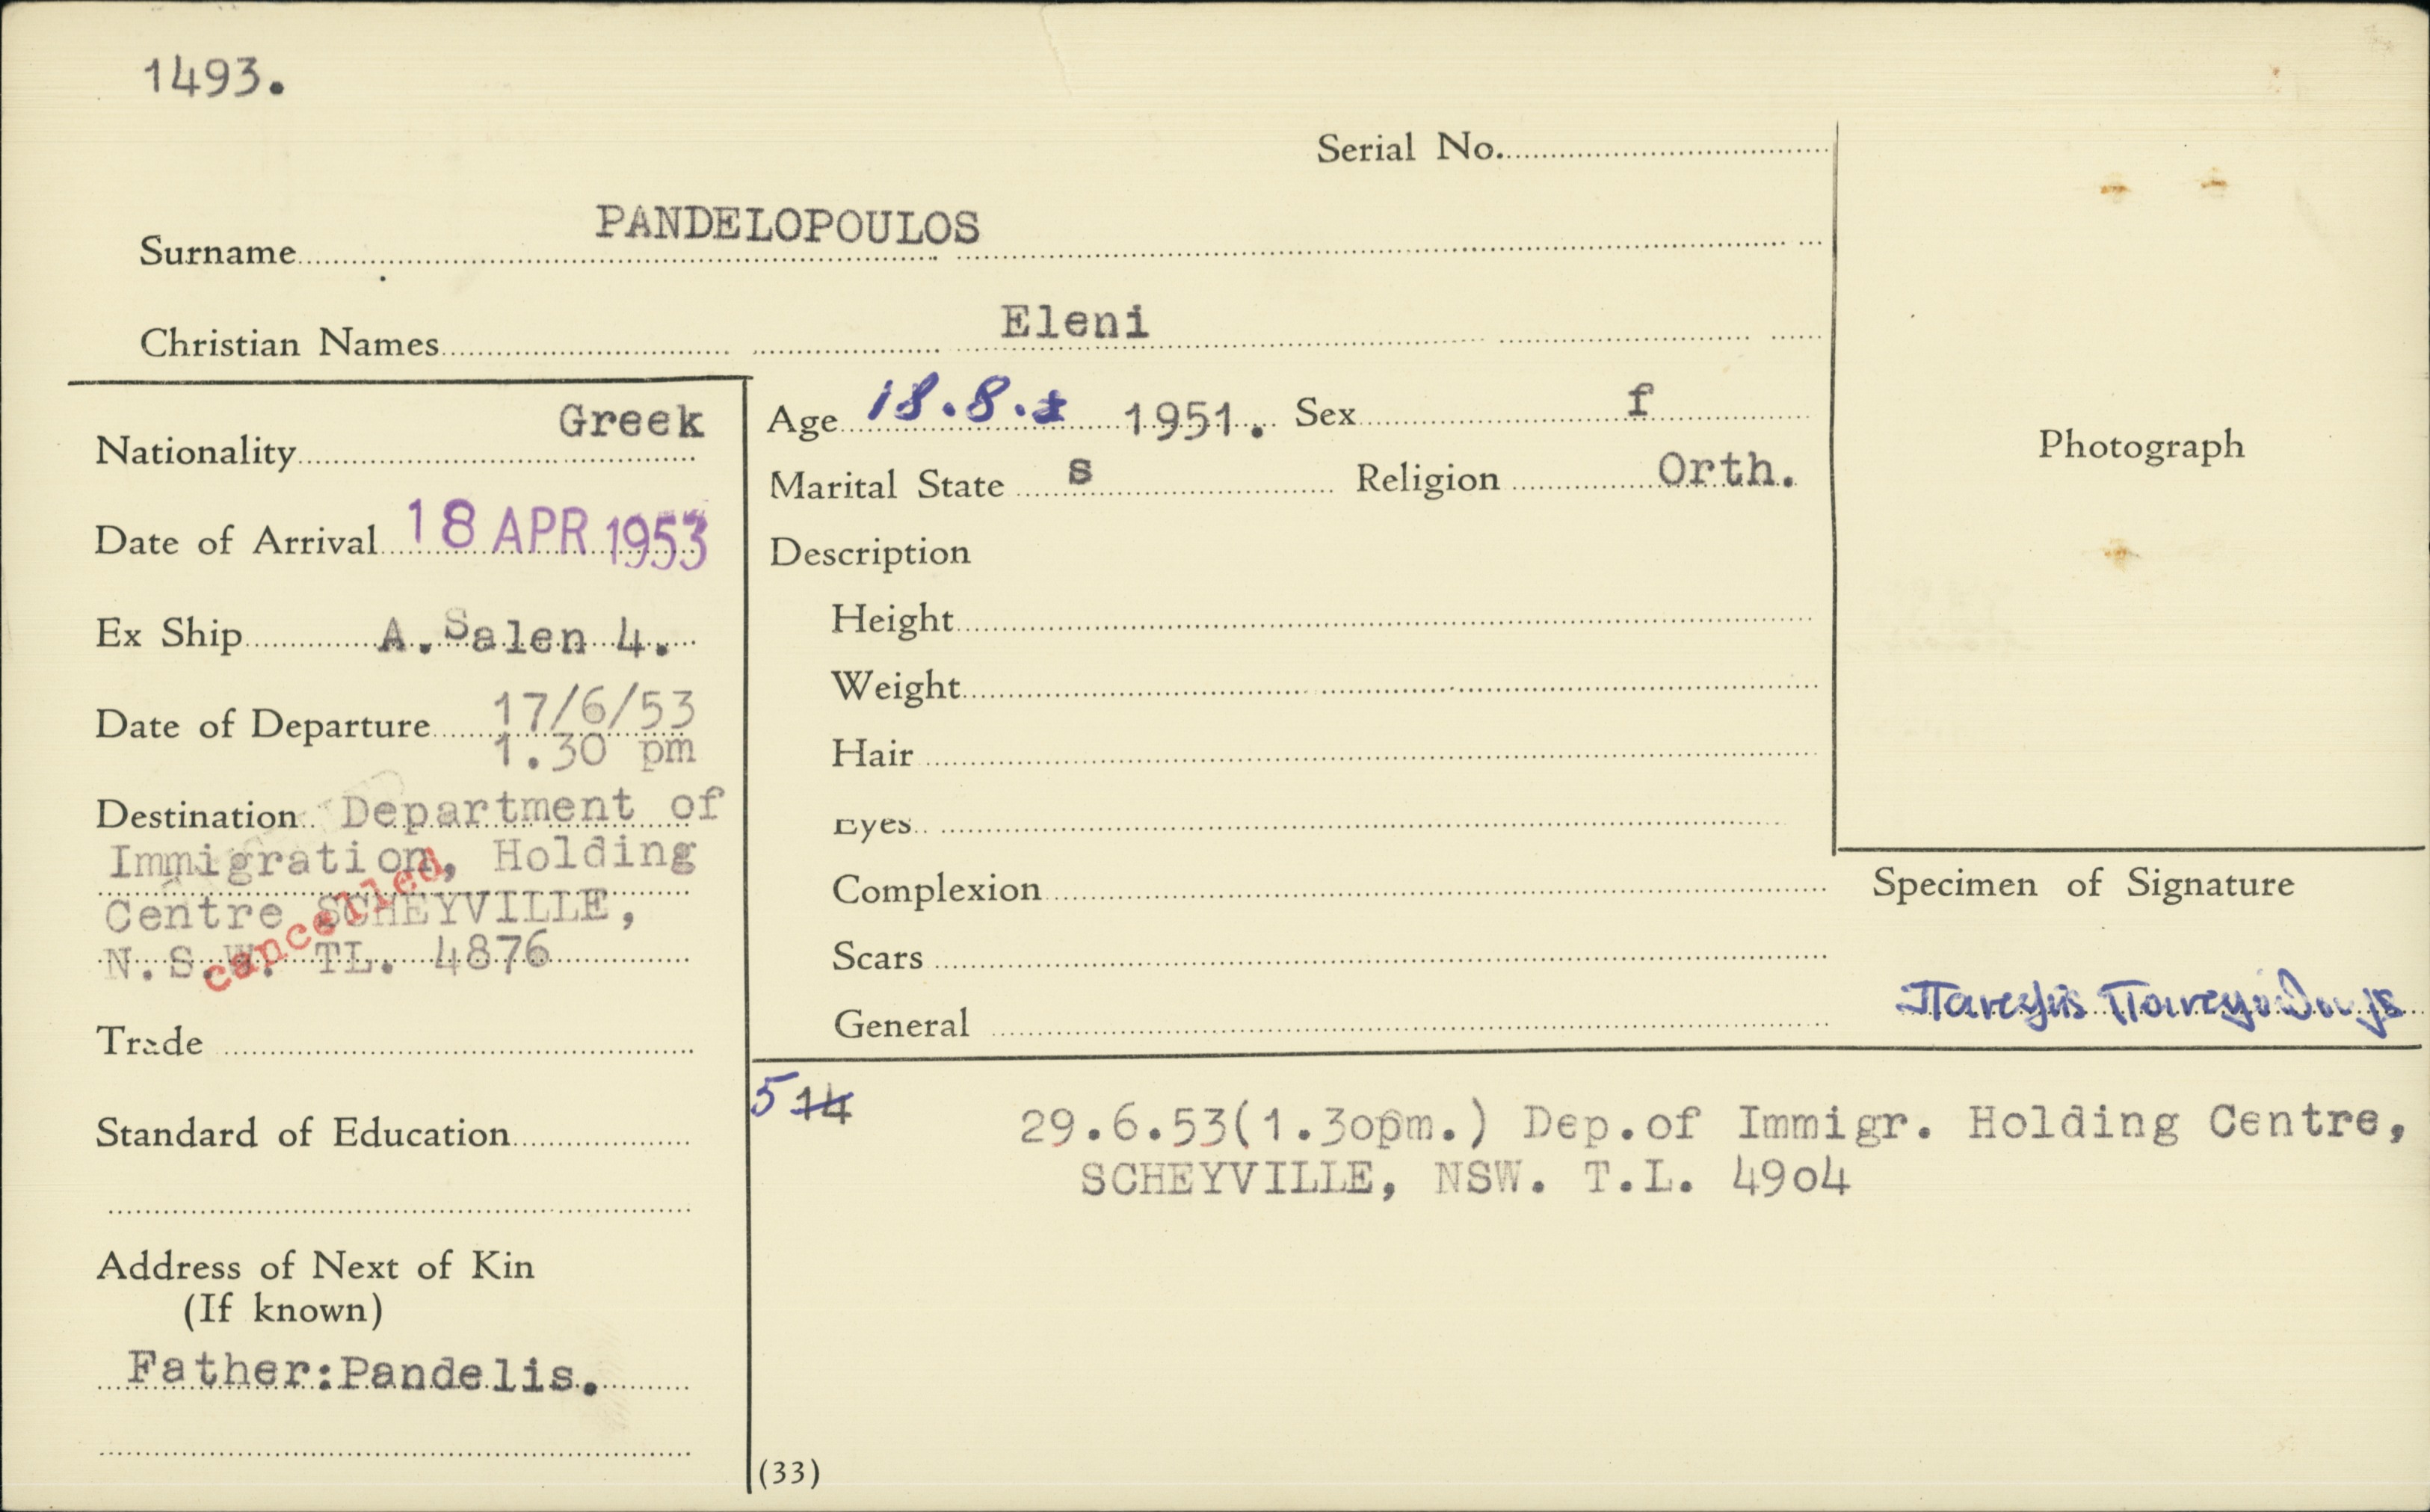 1493.
Serial No.
Surname PANDELOPOULOS
Christian Names Eleni
Nationality Greek
Date of Arrival 18 APR 1953
Ex Ship A. Salen 4.
Date of Departure 17/6/53
1.30 pm
Destination Department of
Immigration, Holding
Centre SCHEYVILLE,
N.S.W. TL. 4876
cancelled
Trade
Standard of Education
Address of Next of Kin
(If known)
Father:Pandelis.
Age 18.8. 1951. Sex f
Marital State s Religion Orth.
Description
Height
Weight
Hair
Eyes
Complexion
Scars
General
Photograph
Specimen of Signature
5 14
29.6.53(1.30pm.) Dep.of Immigr. Holding Centre,
SCHEYVILLE, NSW. T.L. 4904
(33)